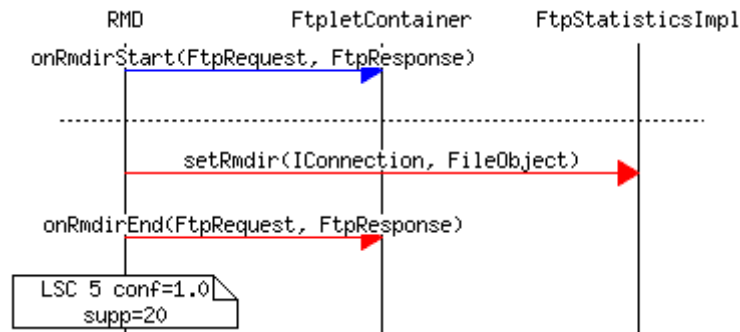 RMD FtpletContainer FtpStatisticsImpl
onRmdirStart(FtpRequest, FtpResponse)
setRmdir(IConnection, FileObject)
onRmdirEnd(FtpRequest, FtpResponse)
LSC 5 conf=1.0
supp=20